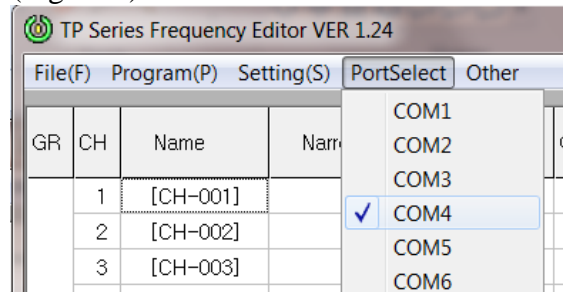 TP Series Frequency Editor VER 1.24
File(F) Program(P) Setting(S) PortSelect Other
COM1
GR CH Name Narr
COM2
COM3
1 [CH-001]
COM4
2 [CH-002]
COM5
3 [CH-003]
COM6